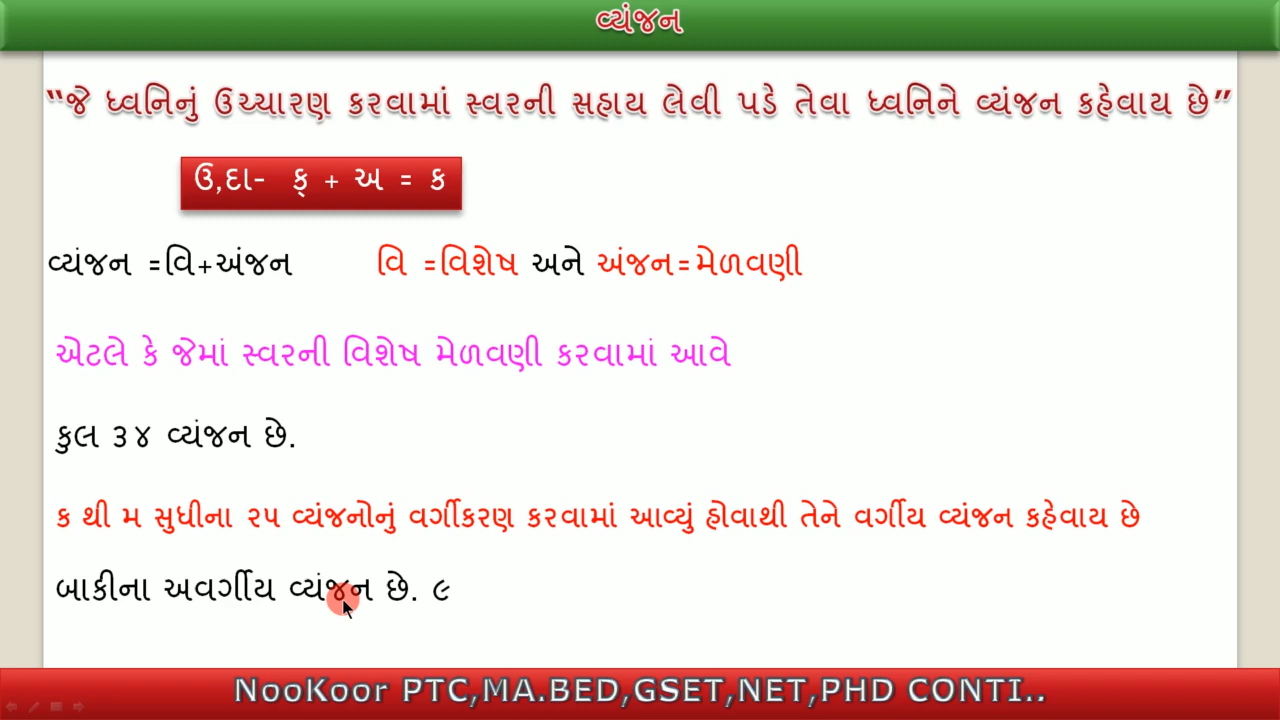 વ્યંજન
“જે ધ્વનિનું ઉચ્ચારણ કરવામાં સ્વરની સહાય લેવી પડે તેવા ધ્વનિને વ્યંજન કહેવાય છે”
ઉ,દા- ક્ + અ = ક
વ્યંજન =વિ+અંજન વિ =વિશેષ અને અંજન=મેળવણી
એટલે કે જેમાં સ્વરની વિશેષ મેળવણી કરવામાં આવે
કુલ ૩૪ વ્યંજન છે.
ક થી મ સુધીના ૨૫ વ્યંજનોનું વર્ગીકરણ કરવામાં આવ્યું હોવાથી તેને વર્ગીય વ્યંજન કહેવાય છે
બાકીના અવર્ગીય વ્યંજન છે. ૯
NooKoor PTC,MA.BED,GSET,NET,PHD CONTI..